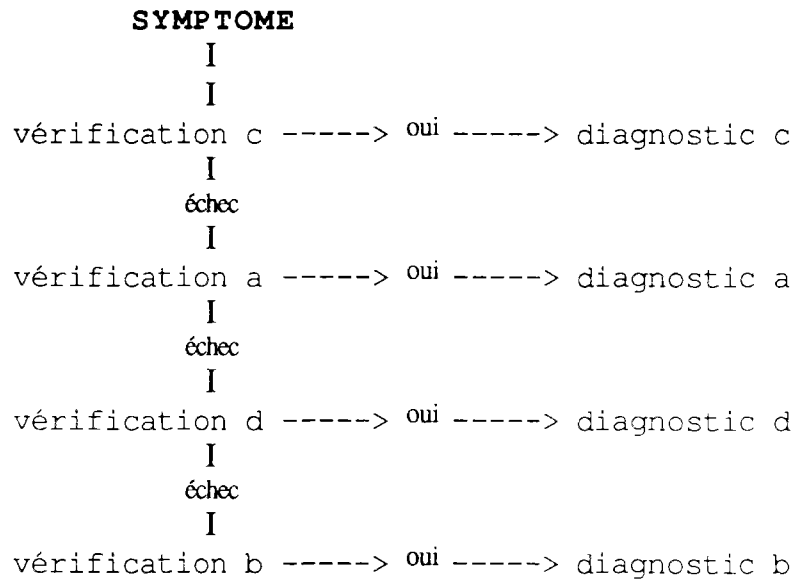 SYMPTOME
I
I
vérification c -----> oui -----> diagnostic c
I
échec
I
vérification a -----> oui -----> diagnostic a
I
échec
I
vérification d -----> oui -----> diagnostic d
I
échec
I
vérification b -----> oui -----> diagnostic b